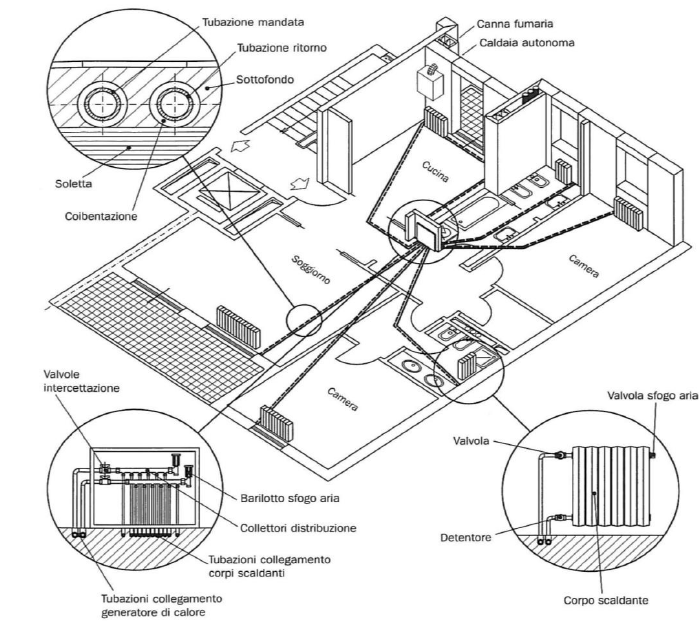 Tubazione mandata
Tubazione ritorno
Sottofondo
Soletta
Coibentazione
Canna fumaria
Caldaia autonoma
Cucina
Soggiorno
Camera
Camera
Valvole
intercettazione
Barilotto sfogo aria
Collettori distribuzione
Tubazioni collegamento
corpi scaldanti
Tubazioni collegamento
generatore di calore
Valvola sfogo aria
Valvola
Detentore
Corpo scaldante